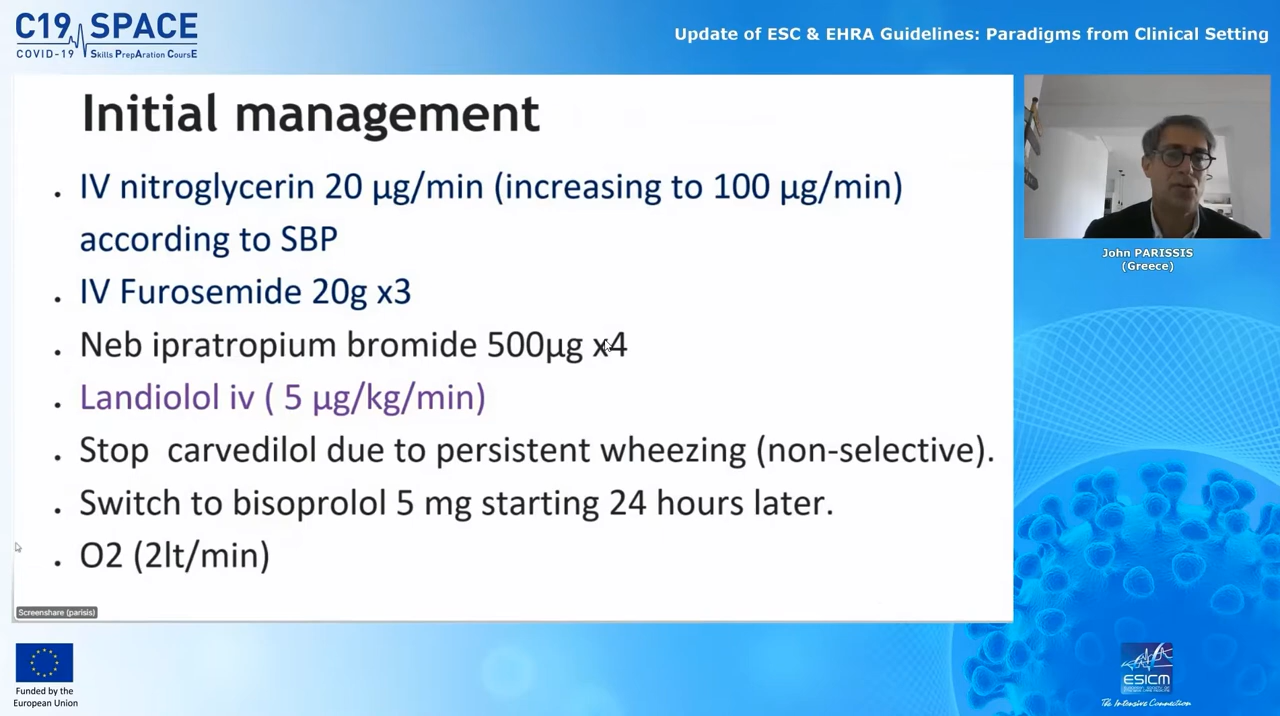 C19 SPACE
COVID-19 Skills PrepAration CoursE
Update of ESC & EHRA Guidelines: Paradigms from Clinical Setting
Initial management
. IV nitroglycerin 20 µg/min (increasing to 100 µg/min)
according to SBP
. IV Furosemide 20g x3
. Neb ipratropium bromide 500µg x4
. Landiolol iv ( 5 µg/kg/min)
. Stop carvedilol due to persistent wheezing (non-selective).
. Switch to bisoprolol 5 mg starting 24 hours later.
. O2 (2lt/min)
Screenshare (parisis)
John PARISSIS
(Greece)
Funded by the
European Union
ESICM
The Intensive Connection